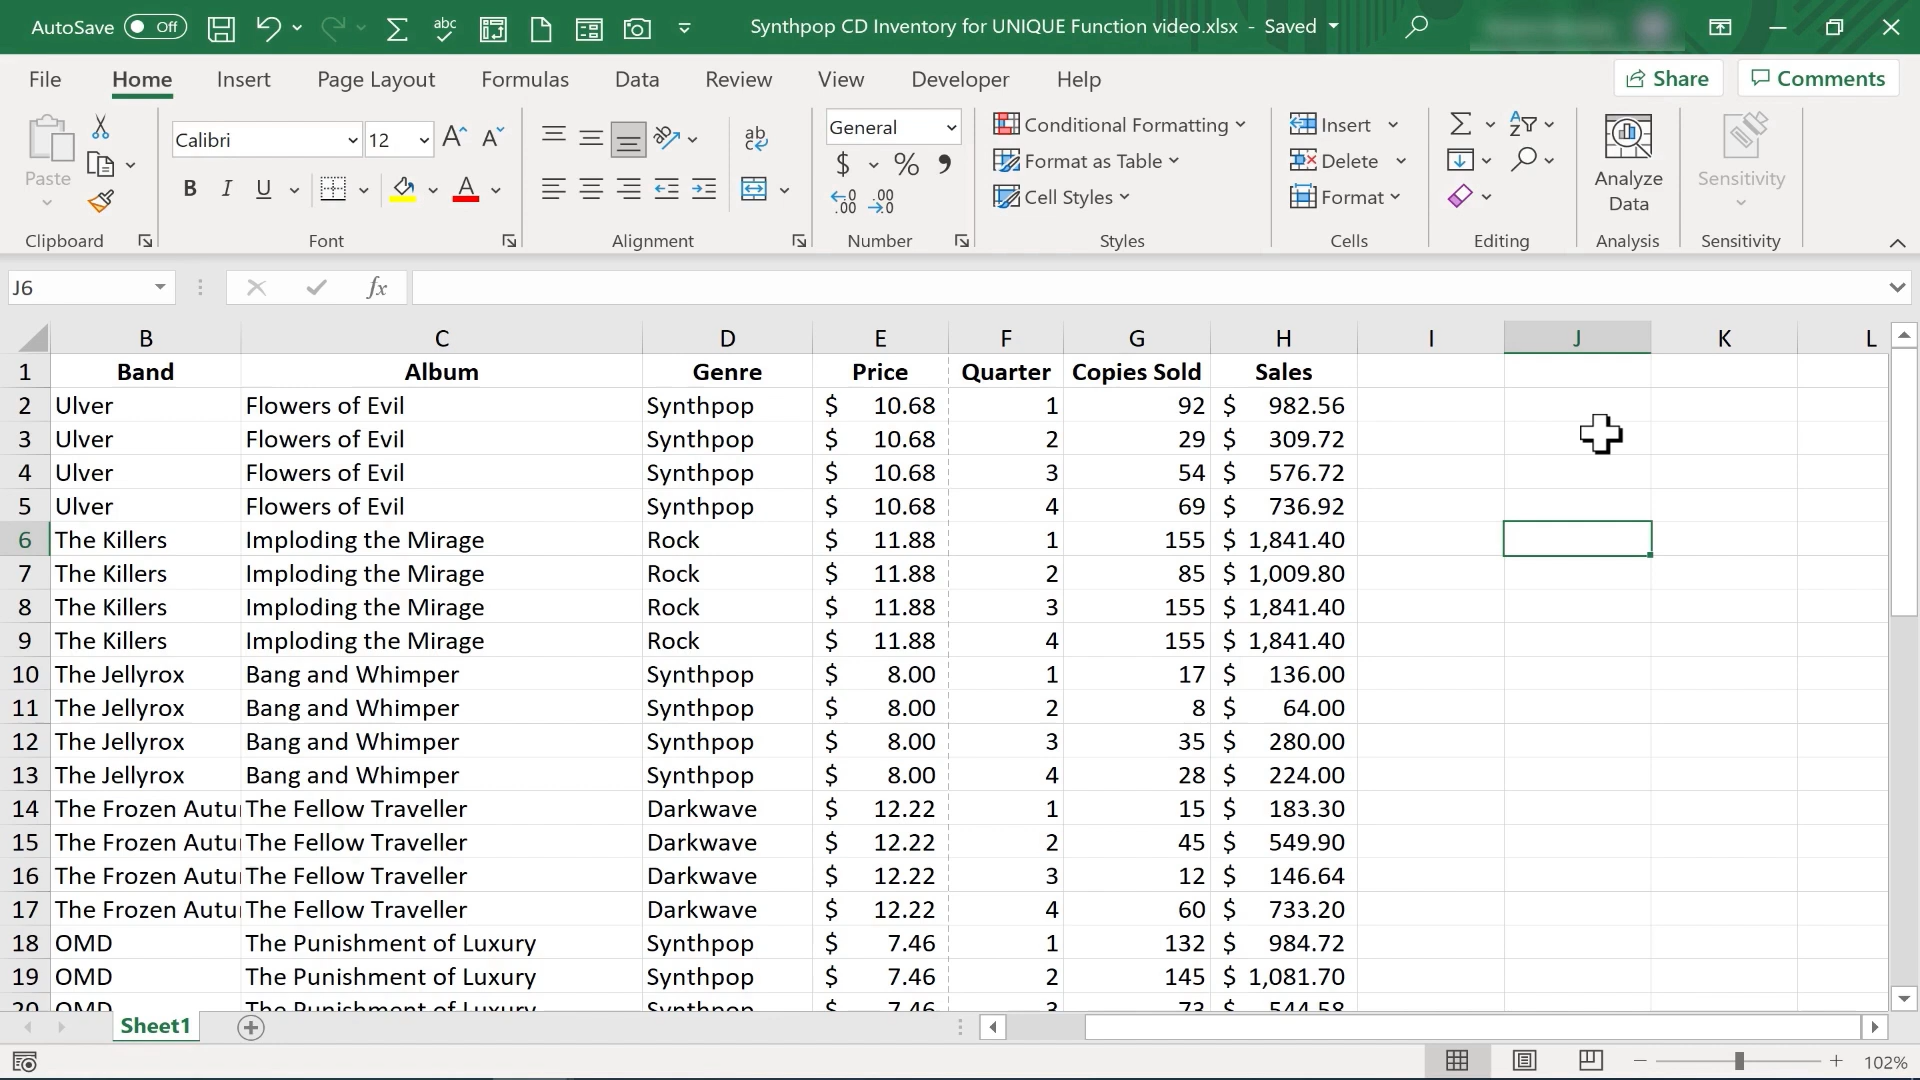 AutoSave Off abc Synthpop CD Inventory for UNIQUE Function video.xlsx - Saved
File Home Insert Page Layout Formulas Data Review View Developer Help Share Comments
Paste Calibri 12 A A ab c General Conditional Formatting Insert Σ A Z
B I U A $ % , Format as Table Delete
.00 .00 Cell Styles Format
Analyze Data Sensitivity
Clipboard Font Alignment Number Styles Cells Editing Analysis Sensitivity
J6 fx
B C D E F G H I J K L
1 Band Album Genre Price Quarter Copies Sold Sales
2 Ulver Flowers of Evil Synthpop $ 10.68 1 92 $ 982.56
3 Ulver Flowers of Evil Synthpop $ 10.68 2 29 $ 309.72
4 Ulver Flowers of Evil Synthpop $ 10.68 3 54 $ 576.72
5 Ulver Flowers of Evil Synthpop $ 10.68 4 69 $ 736.92
6 The Killers Imploding the Mirage Rock $ 11.88 1 155 $ 1,841.40
7 The Killers Imploding the Mirage Rock $ 11.88 2 85 $ 1,009.80
8 The Killers Imploding the Mirage Rock $ 11.88 3 155 $ 1,841.40
9 The Killers Imploding the Mirage Rock $ 11.88 4 155 $ 1,841.40
10 The Jellyrox Bang and Whimper Synthpop $ 8.00 1 17 $ 136.00
11 The Jellyrox Bang and Whimper Synthpop $ 8.00 2 8 $ 64.00
12 The Jellyrox Bang and Whimper Synthpop $ 8.00 3 35 $ 280.00
13 The Jellyrox Bang and Whimper Synthpop $ 8.00 4 28 $ 224.00
14 The Frozen Autu The Fellow Traveller Darkwave $ 12.22 1 15 $ 183.30
15 The Frozen Autu The Fellow Traveller Darkwave $ 12.22 2 45 $ 549.90
16 The Frozen Autu The Fellow Traveller Darkwave $ 12.22 3 12 $ 146.64
17 The Frozen Autu The Fellow Traveller Darkwave $ 12.22 4 60 $ 733.20
18 OMD The Punishment of Luxury Synthpop $ 7.46 1 132 $ 984.72
19 OMD The Punishment of Luxury Synthpop $ 7.46 2 145 $ 1,081.70
20 OMD The Punishment of Luxury Synthpop $ 7.46 3 73 $ 544.58
Sheet1
102%